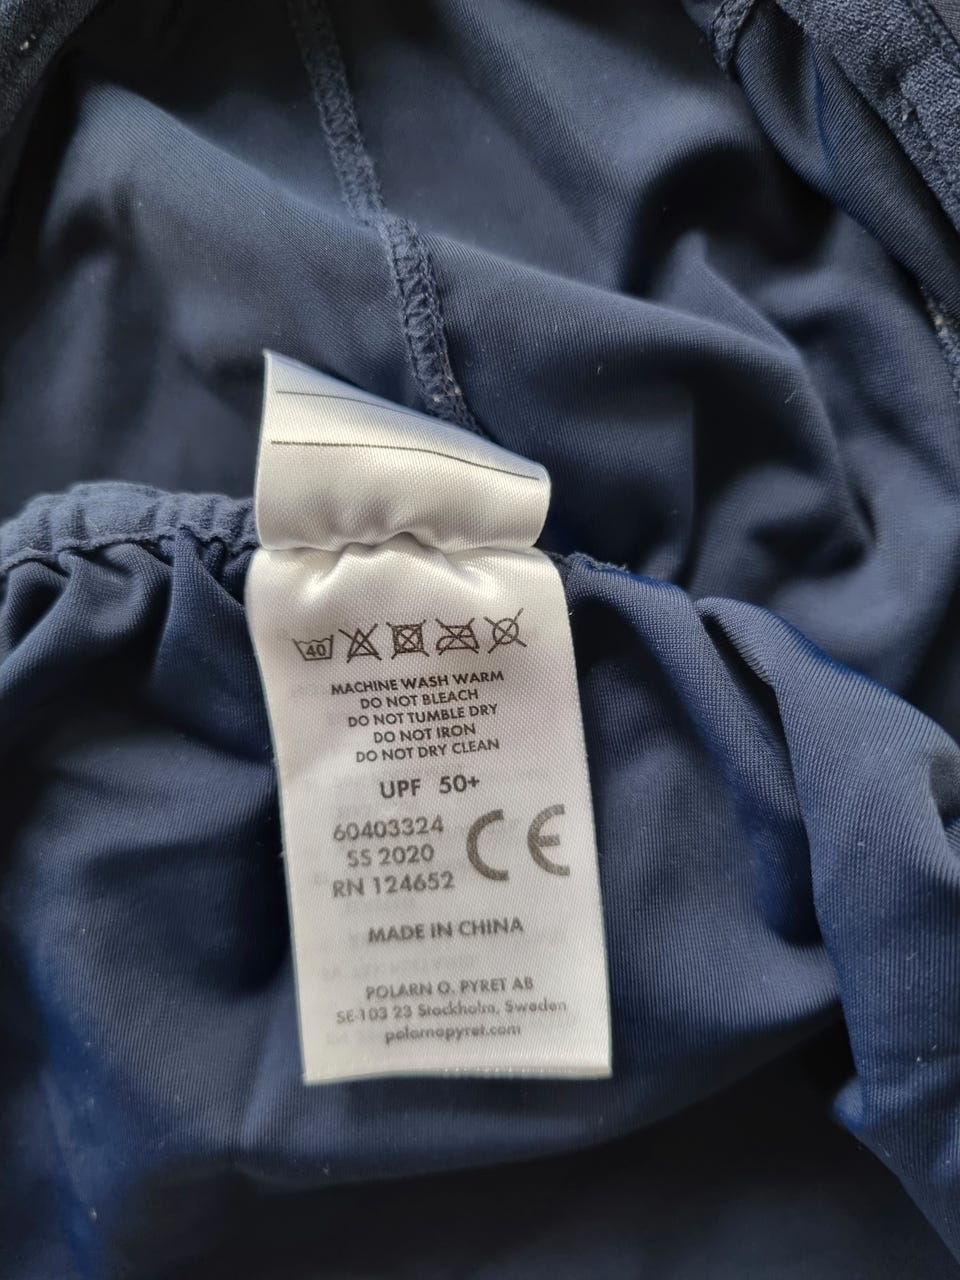 40
MACHINE WASH WARM
DO NOT BLEACH
DO NOT TUMBLE DRY
DO NOT IRON
DO NOT DRY CLEAN
UPF 50+
60403324
SS 2020
RN 124652
CE
MADE IN CHINA
POLARN O. PYRET AB
SE-103 23 Stockholm, Sweden
polarnopyret.com